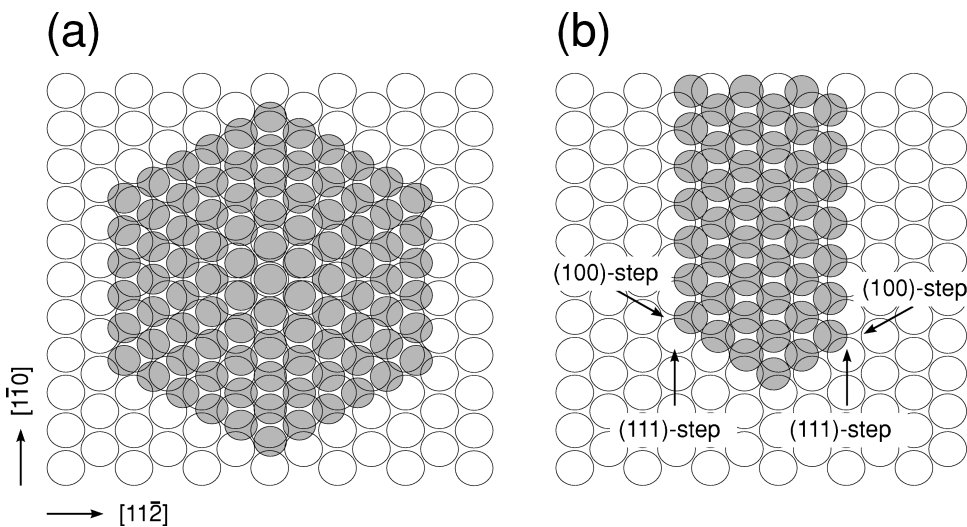 (a)
(b)
(100)-step
(100)-step
(111)-step
(111)-step
[11̄0]
[112̄]